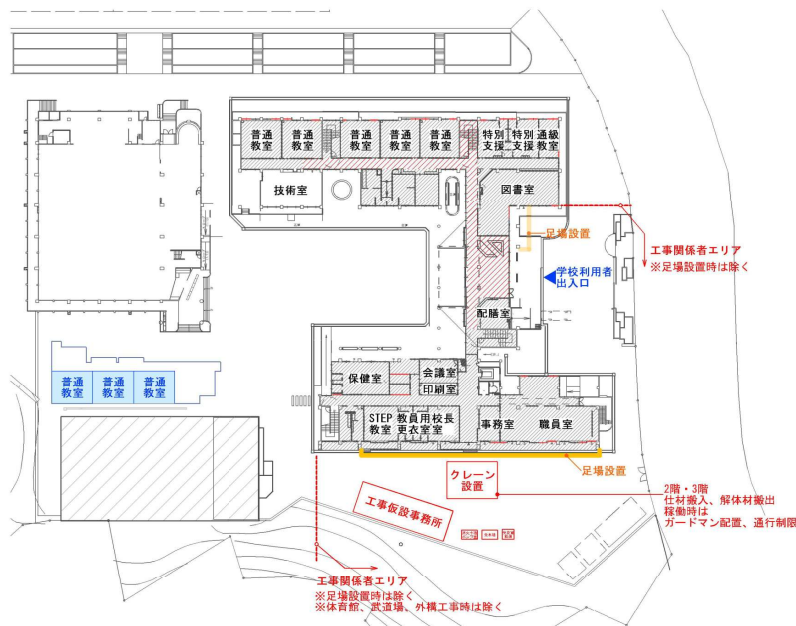 普通
教室
普通
教室
普通
教室
普通
教室
普通
教室
特別
支援
特別
支援
通級
教室
技術室
図書室
足場設置
工事関係者エリア
※足場設置時は除く
学校利用者
出入口
配膳室
普通
教室
普通
教室
普通
教室
保健室
会議室
印刷室
STEP
教室
教員用
更衣室
校長
室
事務室
職員室
足場設置
クレーン
設置
2階・3階
仕材搬入、解体材搬出
稼働時は
ガードマン配置、通行制限
工事仮設事務所
工事関係者エリア
※足場設置時は除く
※体育館、武道場、外構工事時は除く